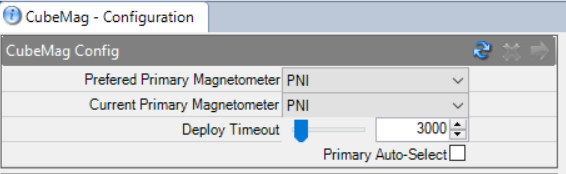 CubeMag - Configuration
CubeMag Config
Prefered Primary Magnetometer PNI
Current Primary Magnetometer PNI
Deploy Timeout 3000
Primary Auto-Select